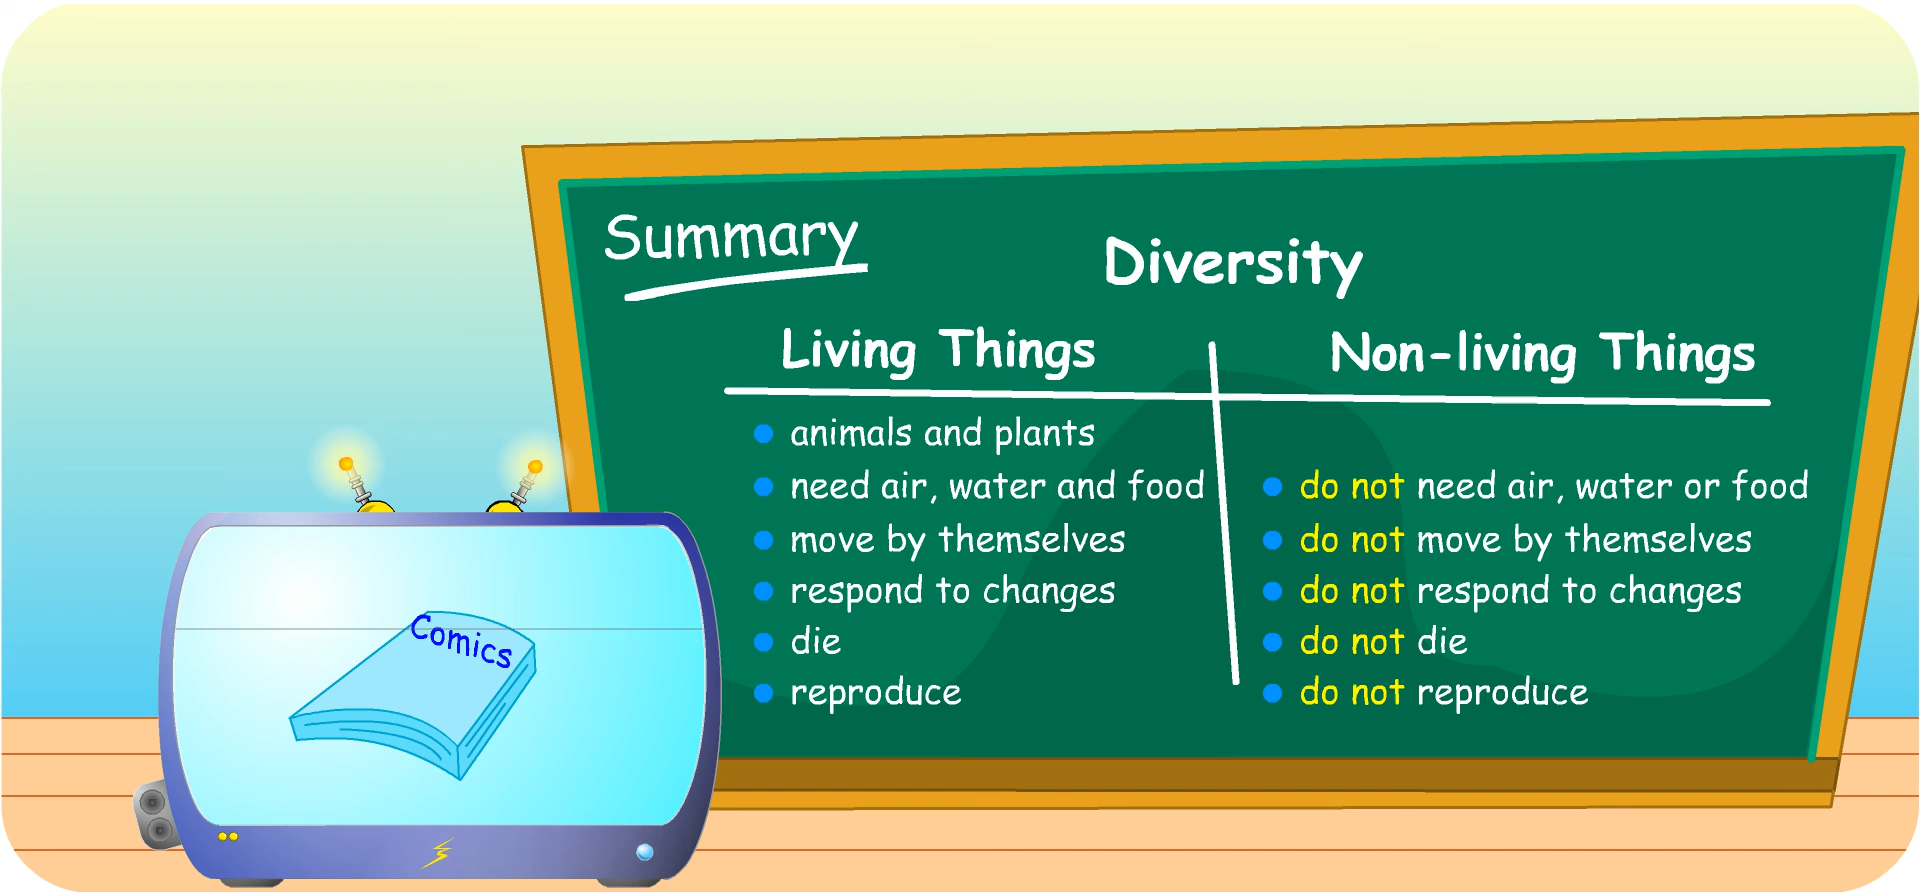 Summary
Diversity
Living Things
animals and plants
need air, water and food
move by themselves
respond to changes
die
reproduce
Non-living Things
do not need air, water or food
do not move by themselves
do not respond to changes
do not die
do not reproduce
Comics